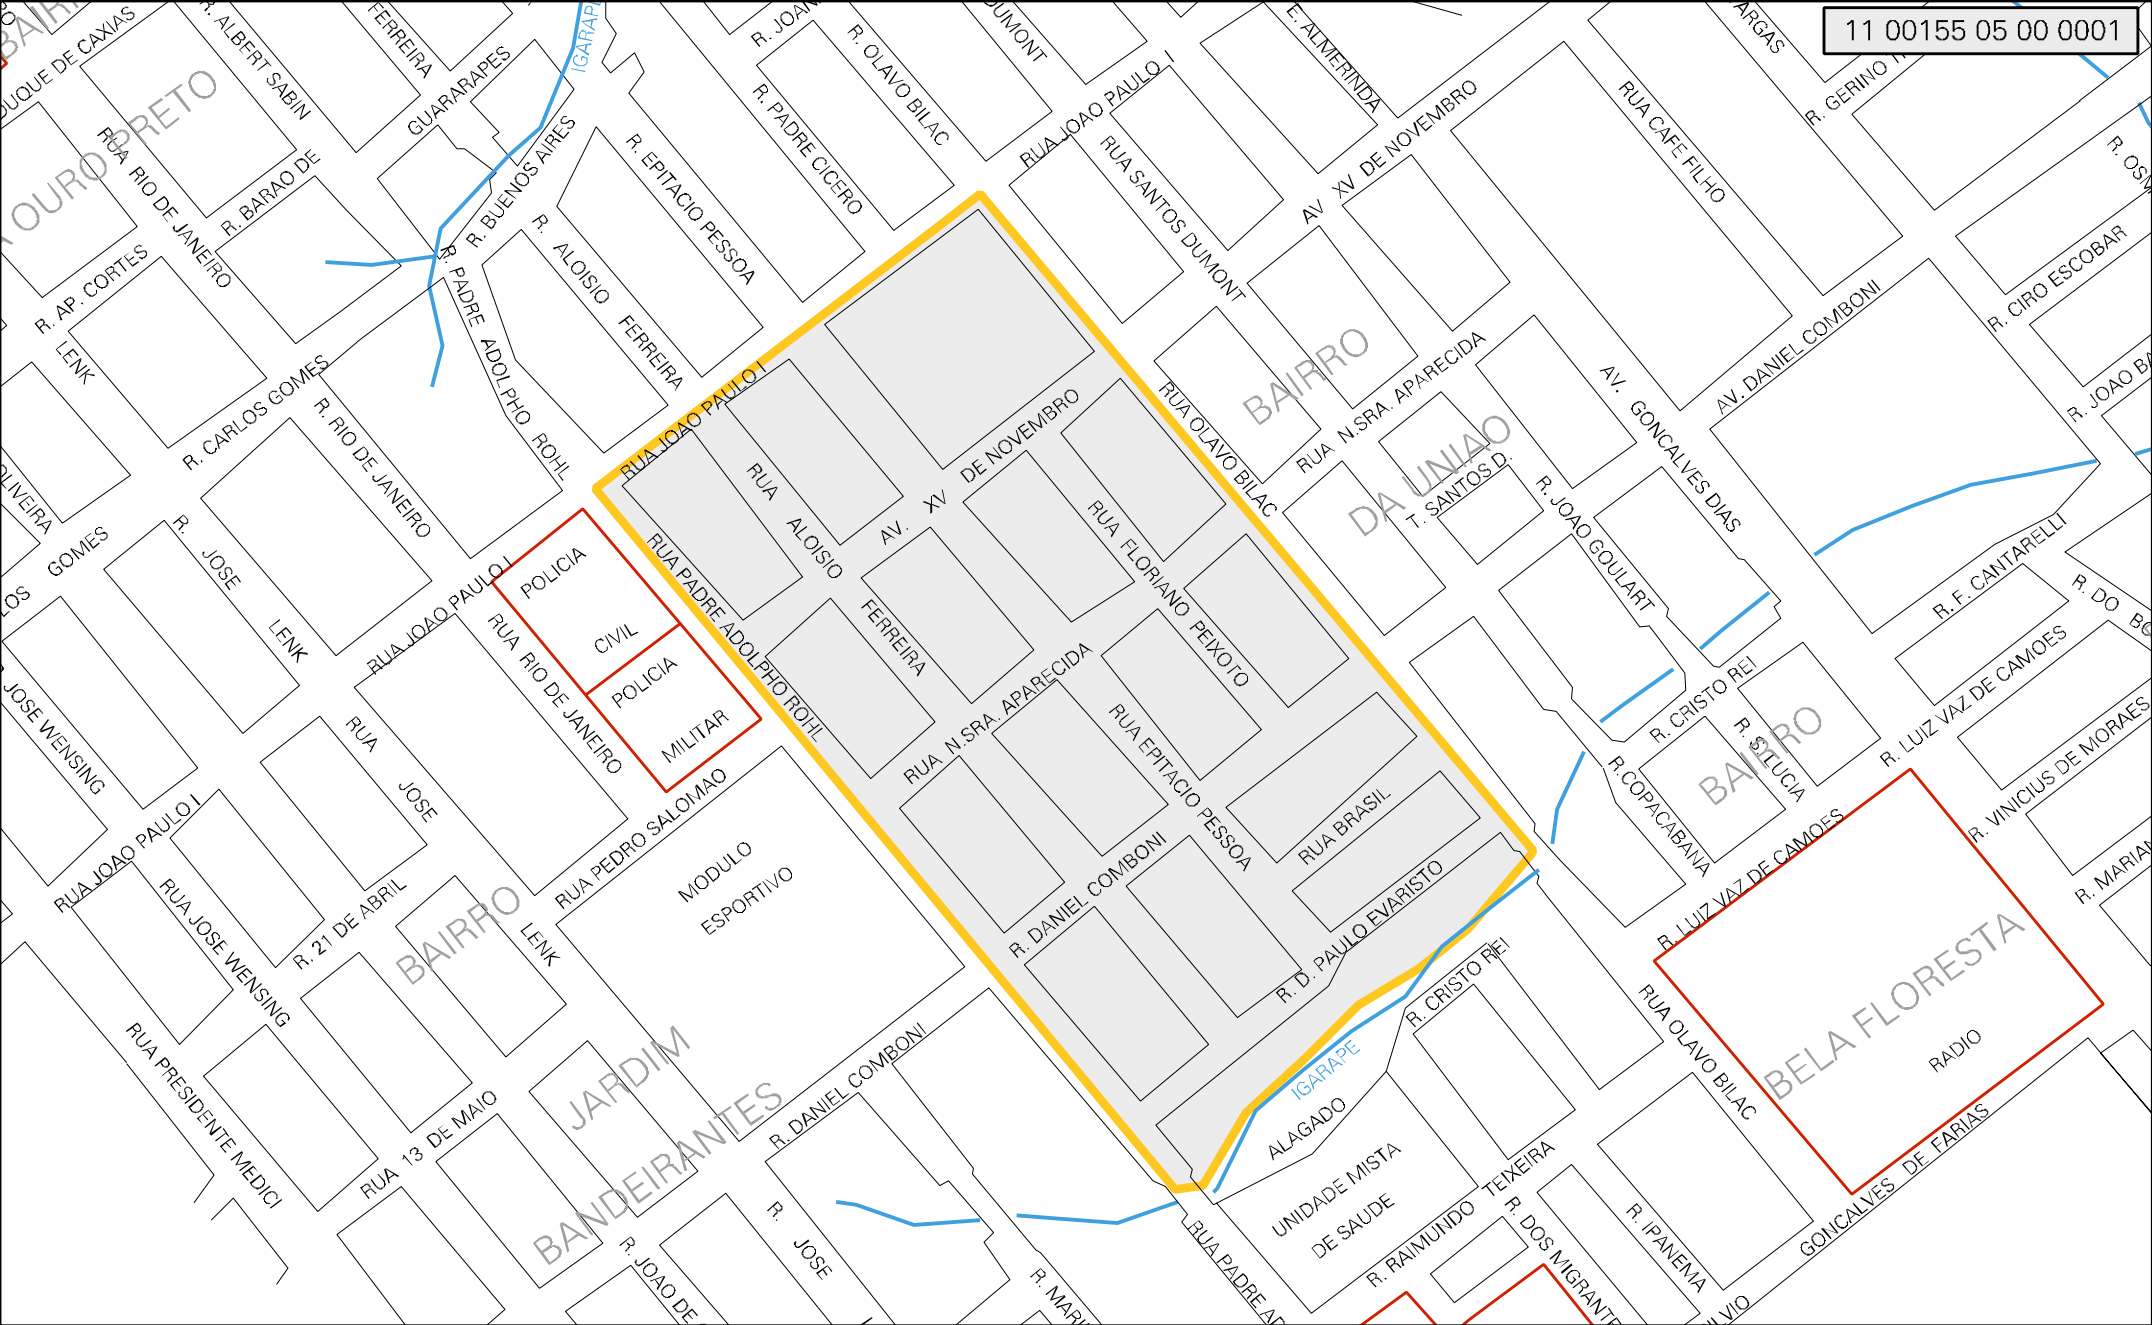 11 00155 05 00 0001
DUQUE DE CAXIAS
R. ALBERT SABIN
FERREIRA
GUARARAPES
IGARAPE
R. BUENOS AIRES
R. EPITACIO PESSOA
R. PADRE CICERO
R. OLAVO BILAC
DUMONT
RUA JOAO PAULO I
E. ALMERINDA
AV XV DE NOVEMBRO
RUA CAFE FILHO
R. GERINO
OURO PRETO
RUA RIO DE JANEIRO
R. BARAO DE
R. AP. CORTES
LENK
R. CARLOS GOMES
R. PADRE ADOLPHO ROHL
R. ALOISIO FERREIRA
RUA SANTOS DUMONT
R. CIRO ESCOBAR
AV. DANIEL COMBONI
BAIRRO
DA UNIAO
RUA N.SRA. APARECIDA
T. SANTOS D.
AV. GONCALVES DIAS
R. JOAO GOULART
RUA OLAVO BILAC
R. RIO DE JANEIRO
OLIVEIRA
GOMES
R. JOSE LENK
RUA JOAO PAULO I
POLICIA
CIVIL
POLICIA
MILITAR
RUA RIO DE JANEIRO
RUA JOAO PAULO I
RUA ALOISIO FERREIRA
AV. XV DE NOVEMBRO
RUA PADRE ADOLPHO ROHL
RUA FLORIANO PEIXOTO
RUA N.SRA. APARECIDA
RUA EPITACIO PESSOA
R. DANIEL COMBONI
RUA BRASIL
R. D. PAULO EVARISTO
R. F. CANTARELLI
R. DO
R. LUIZ VAZ DE CAMOES
R. CRISTO REI
R. STA LUCIA
BAIRRO
R. VINICIUS DE MORAES
R.COPACABANA
R. LUIZ VAZ DE CAMOES
BELA FLORESTA
RADIO
JOSE WENSING
RUA JOAO PAULO I
RUA JOSE
LENK
RUA PEDRO SALOMAO
MODULO
ESPORTIVO
RUA JOSE WENSING
R. 21 DE ABRIL
BAIRRO
JARDIM
BANDEIRANTES
RUA PRESIDENTE MEDICI
RUA 13 DE MAIO
R. DANIEL COMBONI
R. CRISTO REI
IGARAPE
ALAGADO
UNIDADE MISTA
DE SAUDE
RUA OLAVO BILAC
R. RAIMUNDO TEIXEIRA
R. IPANEMA
GONCALVES DE FARIAS
R. JOAO DE
R. JOSE